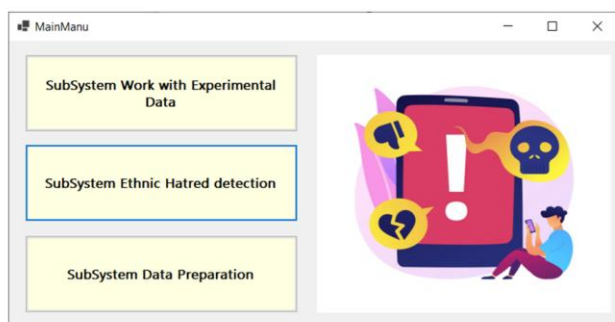 MainManu
SubSystem Work with Experimental
Data
SubSystem Ethnic Hatred detection
SubSystem Data Preparation
!